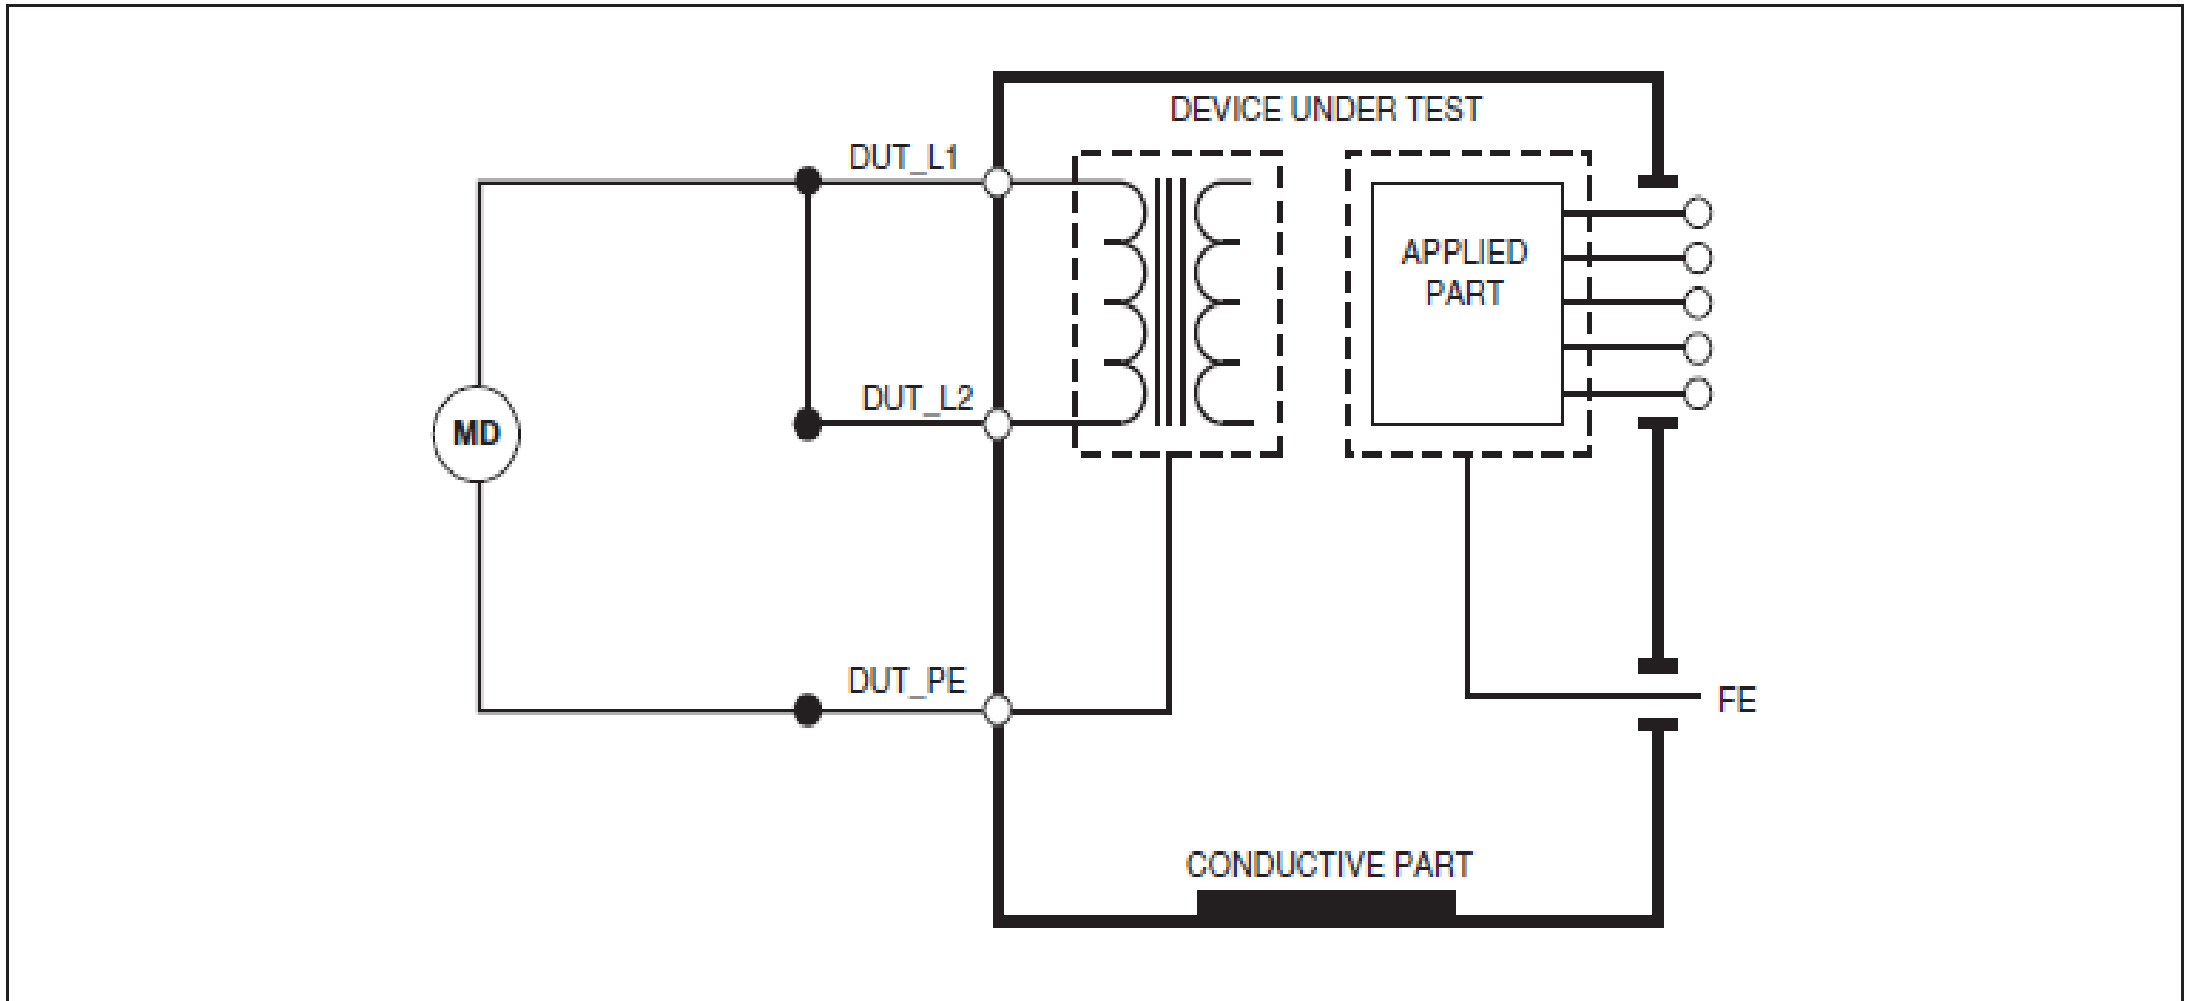 DEVICE UNDER TEST
DUT_L1
APPLIED
PART
DUT_L2
MD
DUT_PE
FE
CONDUCTIVE PART